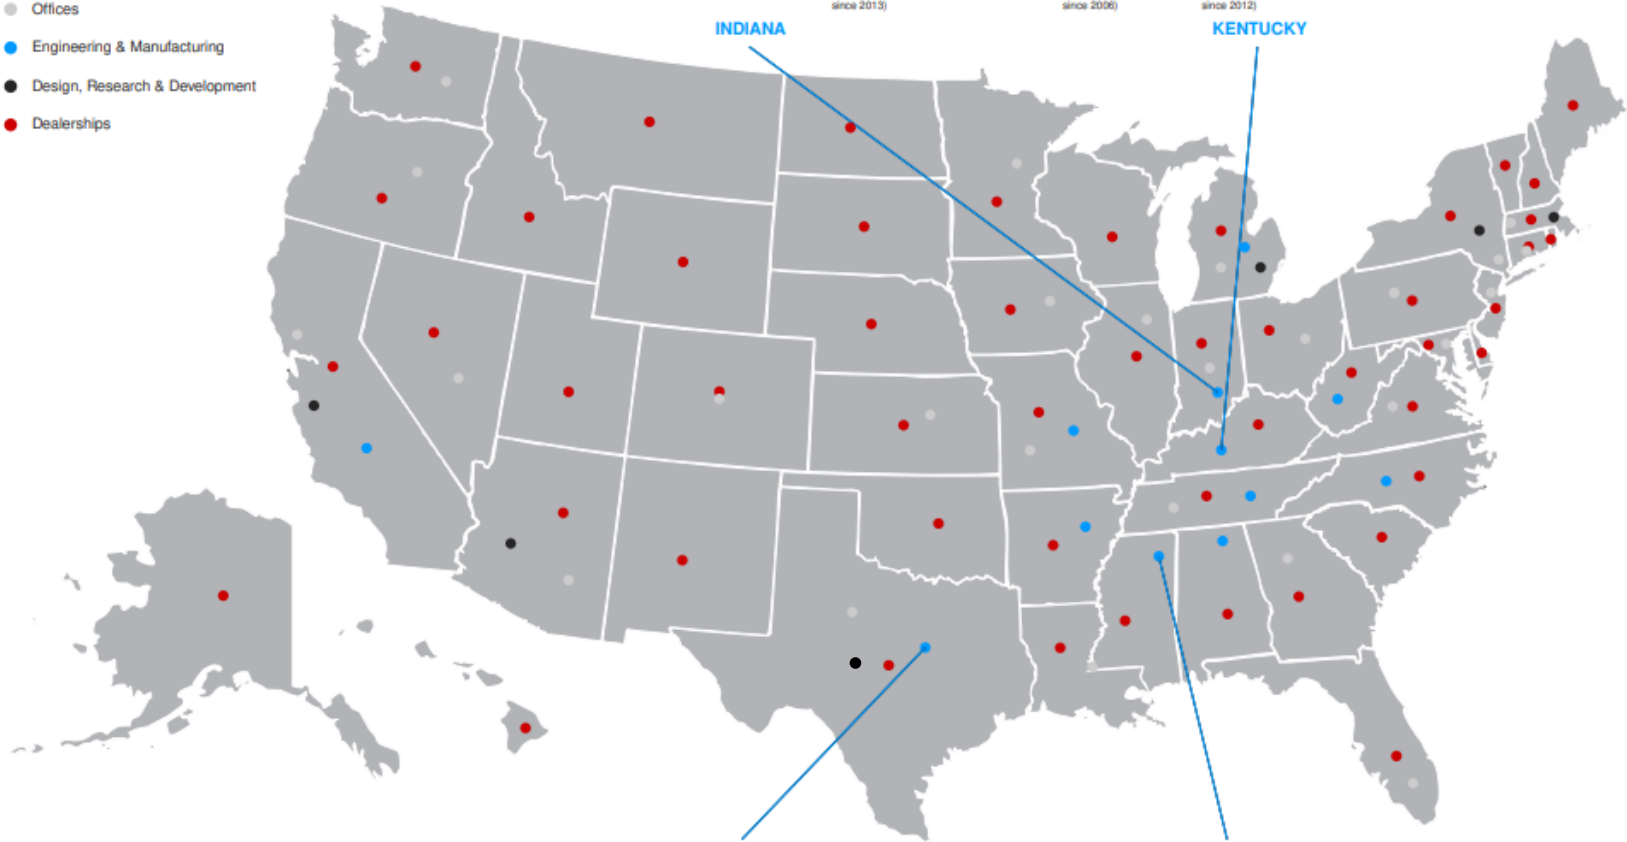 Offices
Engineering & Manufacturing
Design, Research & Development
Dealerships
since 2013)
since 2006)
since 2012)
INDIANA
KENTUCKY